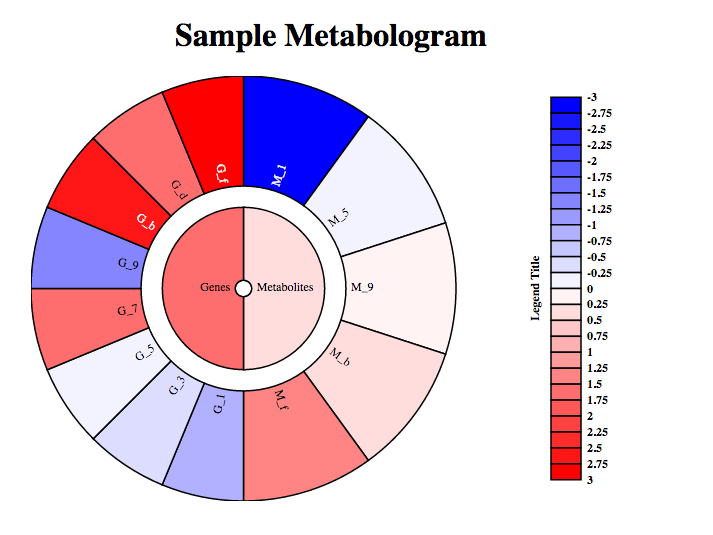 Sample Metabologram
G_f
M_1
G_d
M_5
G_b
G_9
Genes
Metabolites
M_9
G_7
G_5
M_b
G_3
G_1
M_f
Legend Title
-3
-2.75
-2.5
-2.25
-2
-1.75
-1.5
-1.25
-1
-0.75
-0.5
-0.25
0
0.25
0.5
0.75
1
1.25
1.5
1.75
2
2.25
2.5
2.75
3